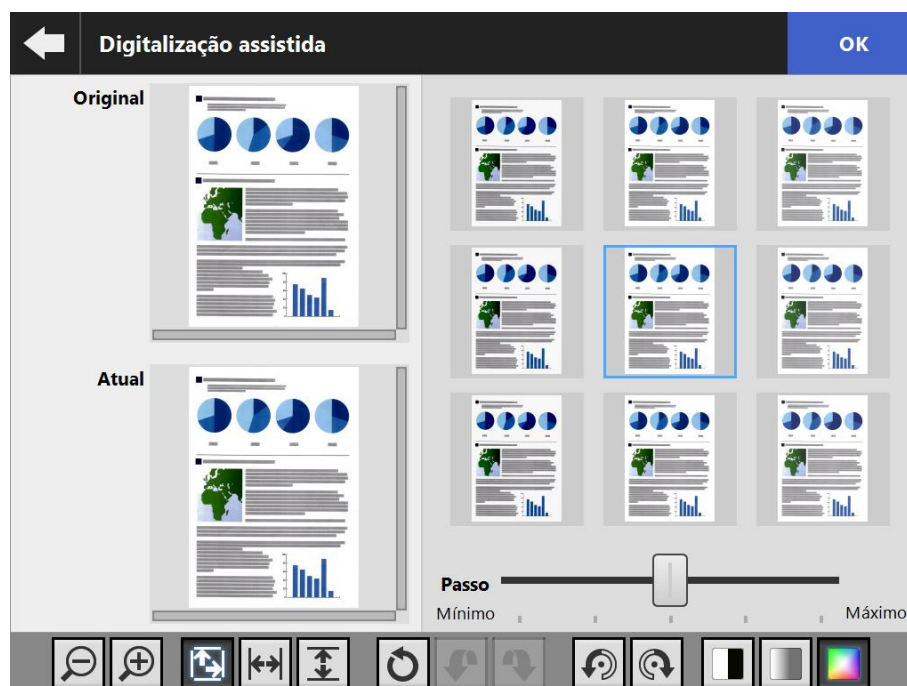 Digitalização assistida
OK
Original
Atual
Passo
Mínimo
Máximo